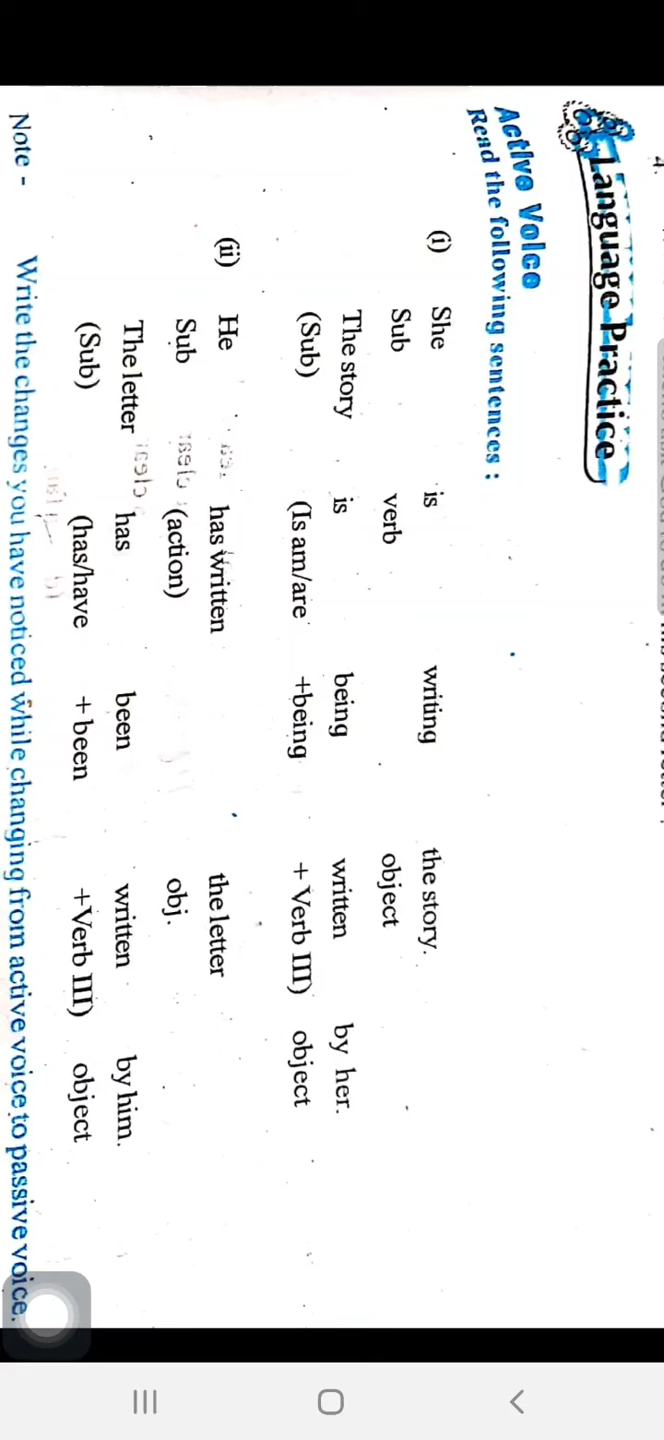 Language Practice
Active Voice
Read the following sentences :
(i) She is writing the story.
Sub verb object
The story is being written by her.
(Sub) (Is am/are +being + Verb III) object
(ii) He has written the letter
Sub (action) obj.
The letter has been written by him.
(Sub) (has/have + been +Verb III) object
Note - Write the changes you have noticed while changing from active voice to passive voice.